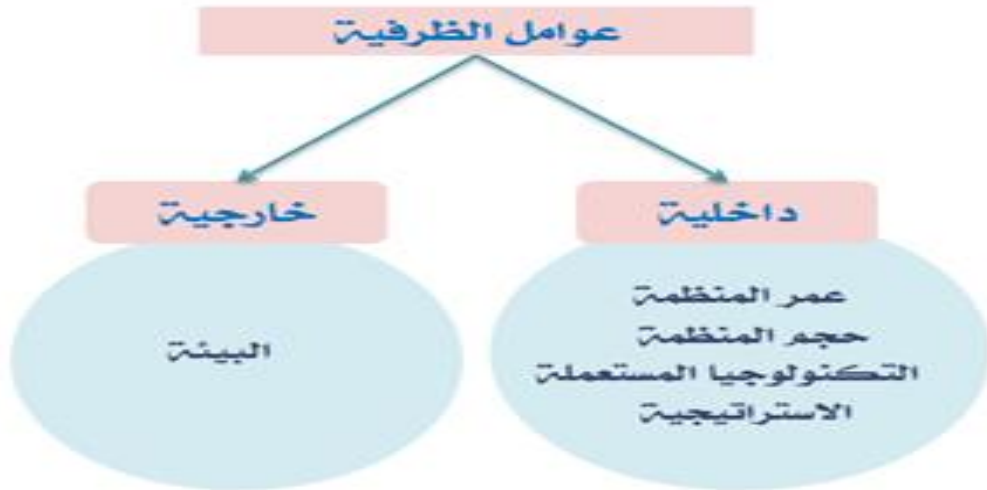 عوامل الظرفية
داخلية
عمر المنظمة
حجم المنظمة
التكنولوجيا المستعملة
الاستراتيجية
خارجية
البيئة